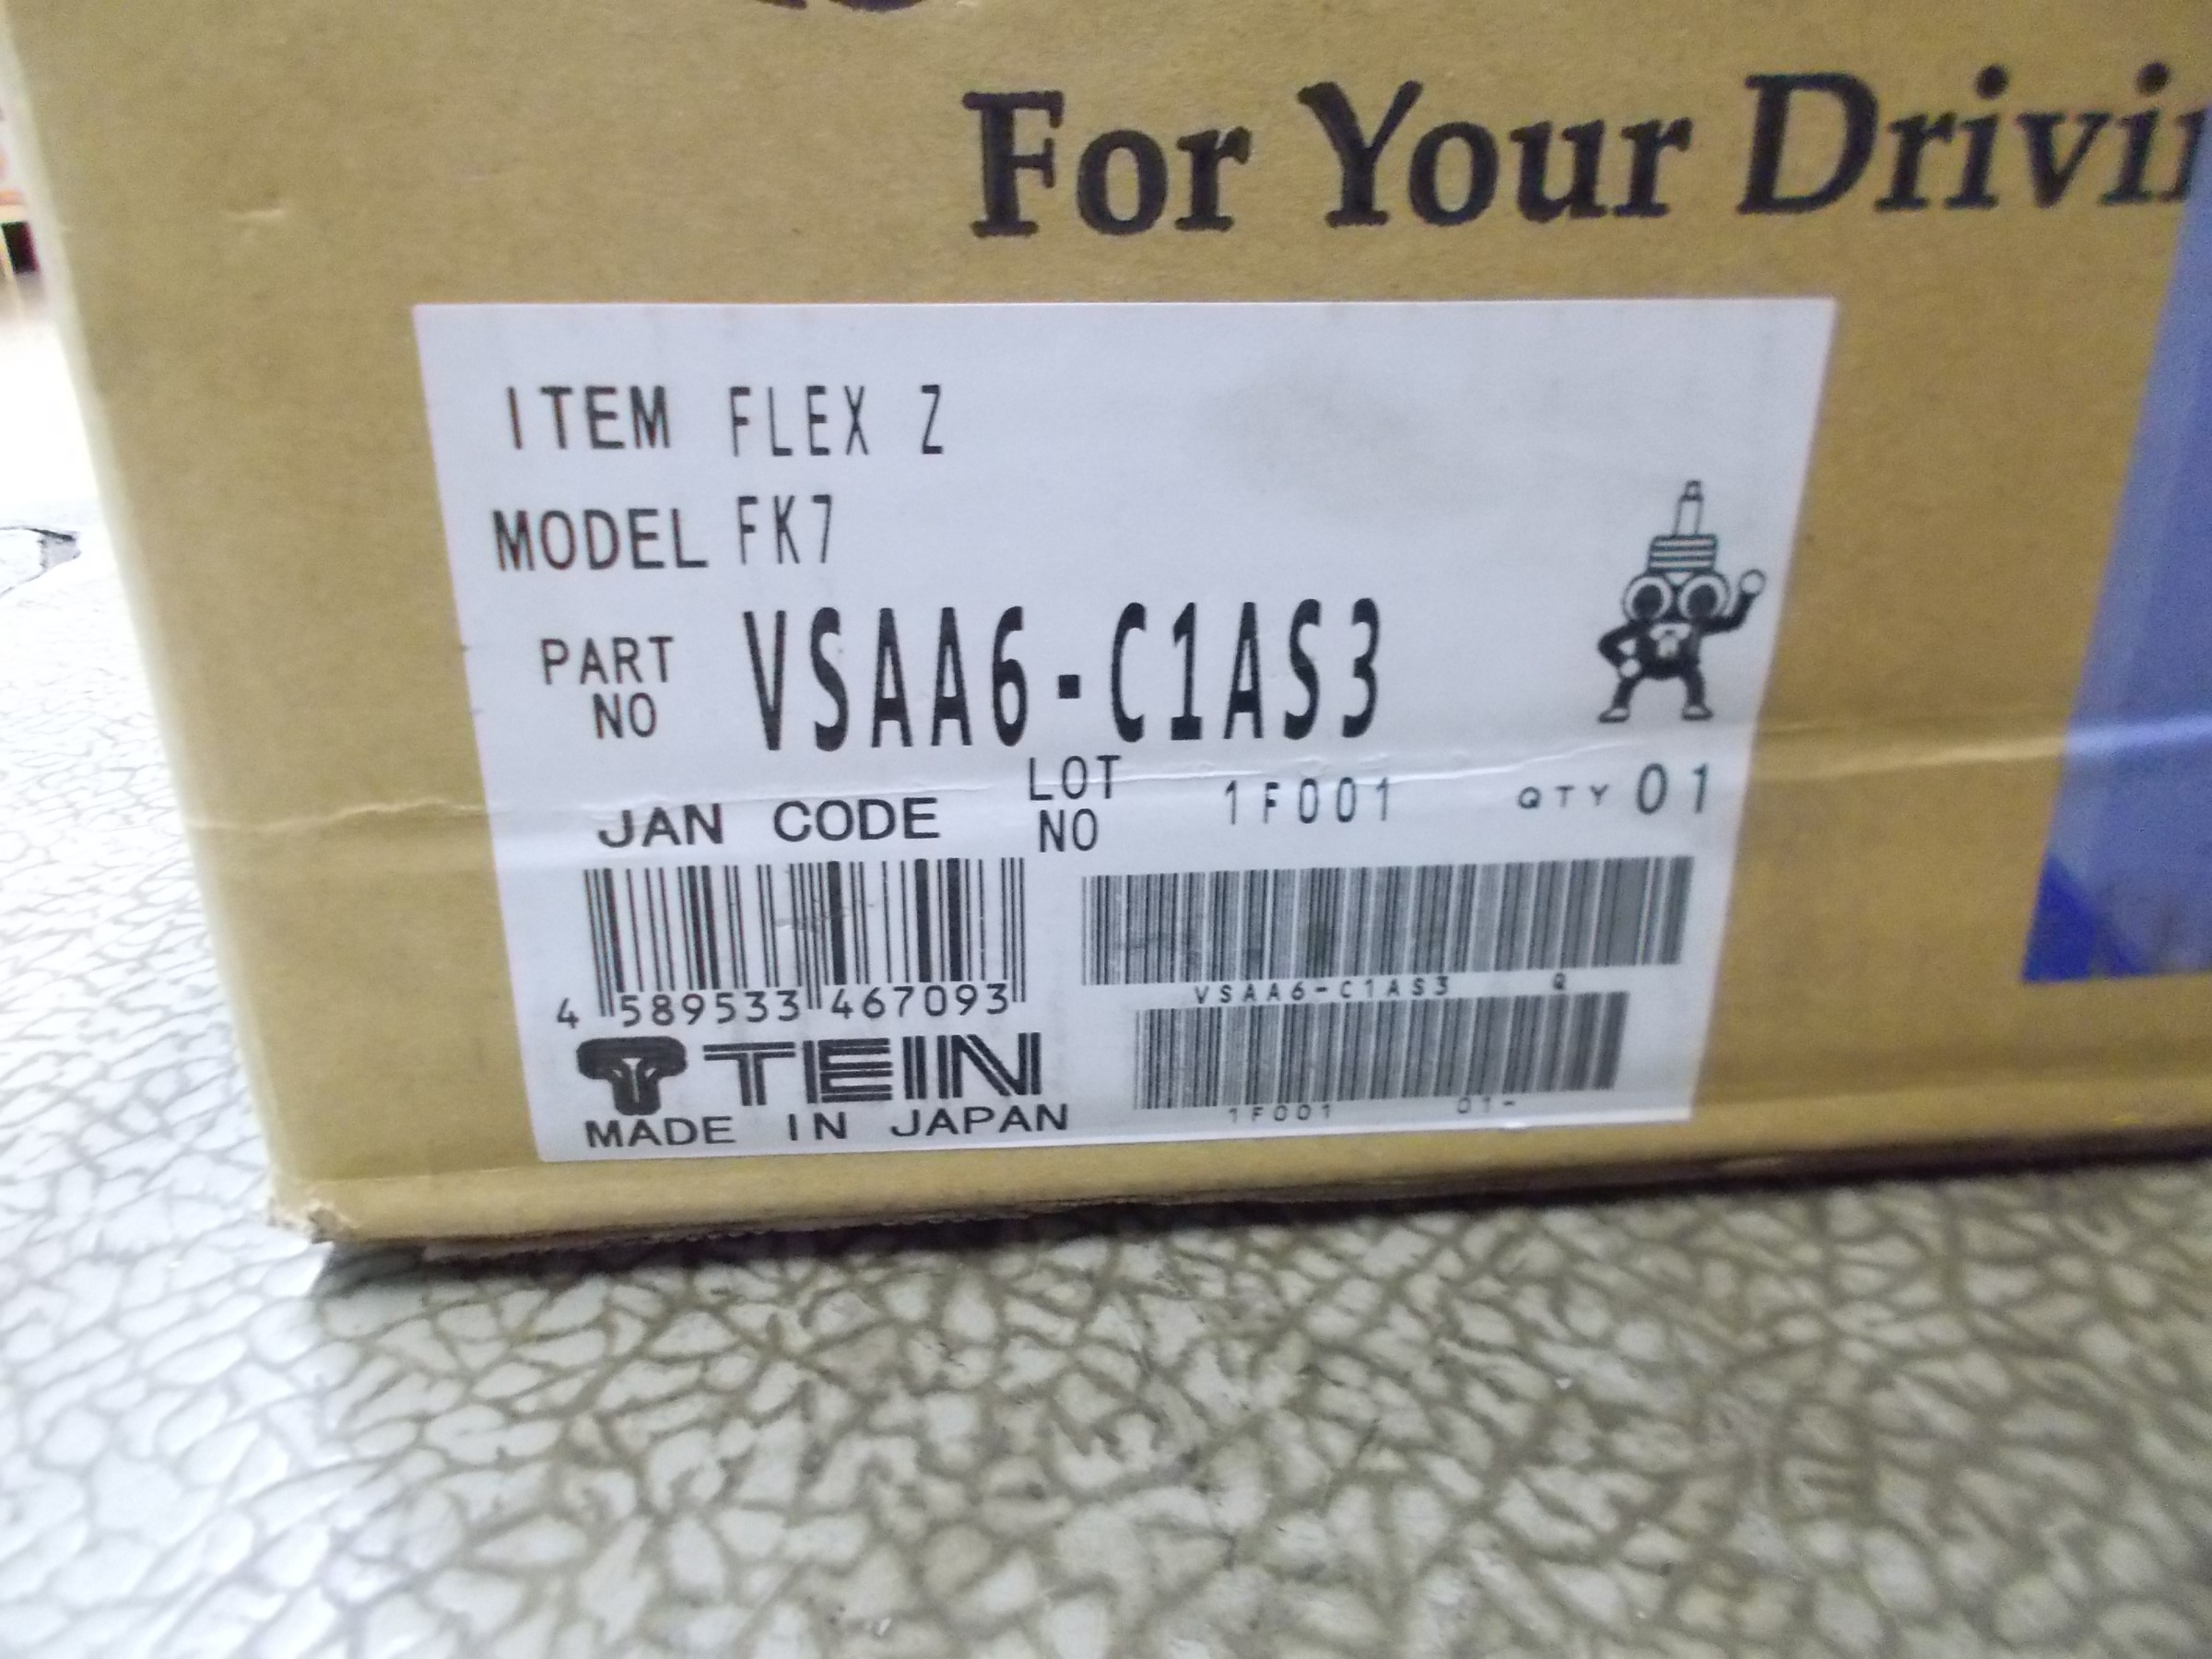 For Your Drivin
ITEM FLEX Z
MODEL FK7
PART NO VSAA6-C1AS3
JAN CODE LOT NO 1F001 QTY 01
4 589533 467093
VSAA6-C1AS3 Q
TEIN
1F001 01-
MADE IN JAPAN